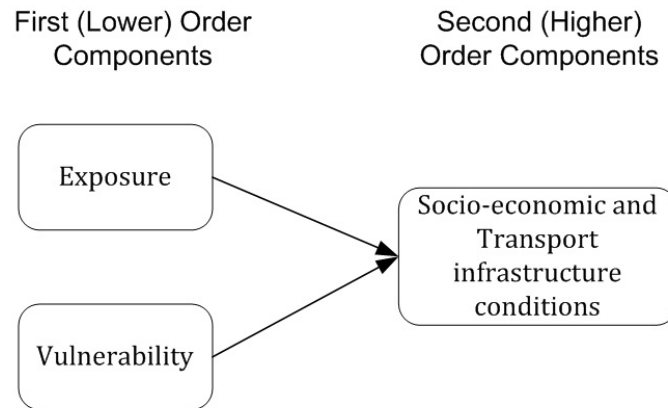 First (Lower) Order
Components
Second (Higher)
Order Components
Exposure
Socio-economic and
Transport
infrastructure
conditions
Vulnerability